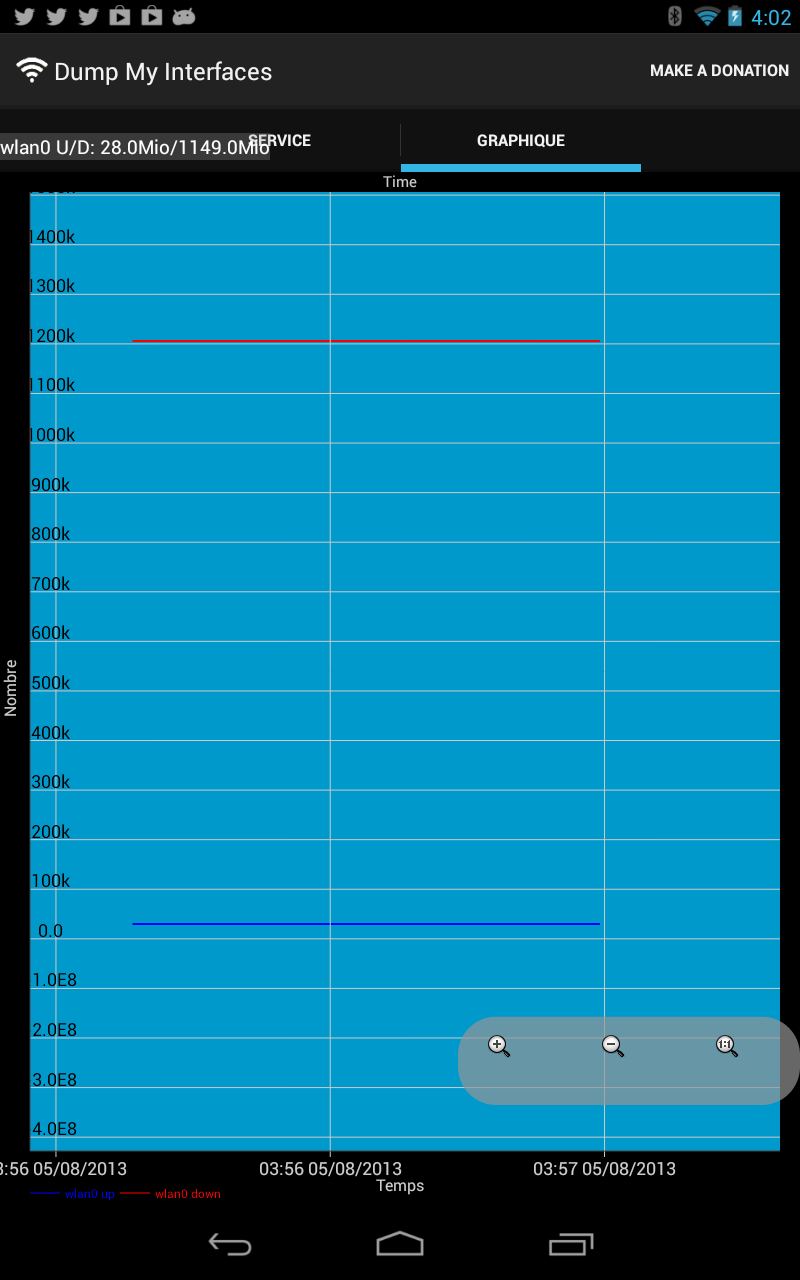 4:02
Dump My Interfaces
MAKE A DONATION
wlan0 U/D: 28.0Mio/1149.0Mio
SERVICE
GRAPHIQUE
Time
1400k
1300k
1200k
1100k
1000k
900k
800k
700k
600k
500k
400k
300k
200k
100k
0.0
1.0E8
2.0E8
3.0E8
4.0E8
Nombre
1:1
3:56 05/08/2013
03:56 05/08/2013
03:57 05/08/2013
Temps
wlan0 up
wlan0 down